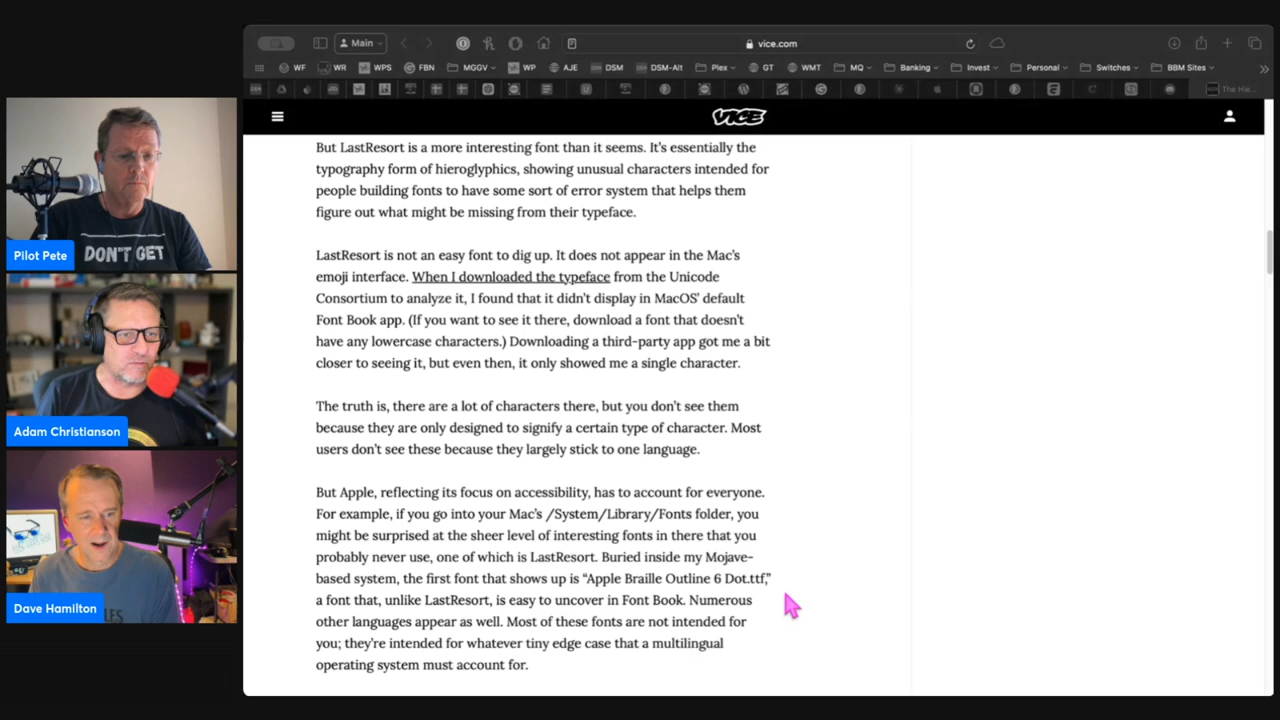 Main
vice.com
WF
WR
WPS
FBN
MGGV
WP
AJE
DSM
DSM-Alt
Plex
GT
WMT
MQ
Banking
Invest
Personal
Switches
BBM Sites
The Hie...
VICE
But LastResort is a more interesting font than it seems. It's essentially the
typography form of hieroglyphics, showing unusual characters intended for
people building fonts to have some sort of error system that helps them
figure out what might be missing from their typeface.
LastResort is not an easy font to dig up. It does not appear in the Mac's
emoji interface. When I downloaded the typeface from the Unicode
Consortium to analyze it, I found that it didn't display in MacOS' default
Font Book app. (If you want to see it there, download a font that doesn't
have any lowercase characters.) Downloading a third-party app got me a bit
closer to seeing it, but even then, it only showed me a single character.
The truth is, there are a lot of characters there, but you don't see them
because they are only designed to signify a certain type of character. Most
users don't see these because they largely stick to one language.
But Apple, reflecting its focus on accessibility, has to account for everyone.
For example, if you go into your Mac's /System/Library/Fonts folder, you
might be surprised at the sheer level of interesting fonts in there that you
probably never use, one of which is LastResort. Buried inside my Mojave-
based system, the first font that shows up is “Apple Braille Outline 6 Dot.ttf,”
a font that, unlike LastResort, is easy to uncover in Font Book. Numerous
other languages appear as well. Most of these fonts are not intended for
you; they're intended for whatever tiny edge case that a multilingual
operating system must account for.
DON'T GET
Pilot Pete
Adam Christianson
Dave Hamilton